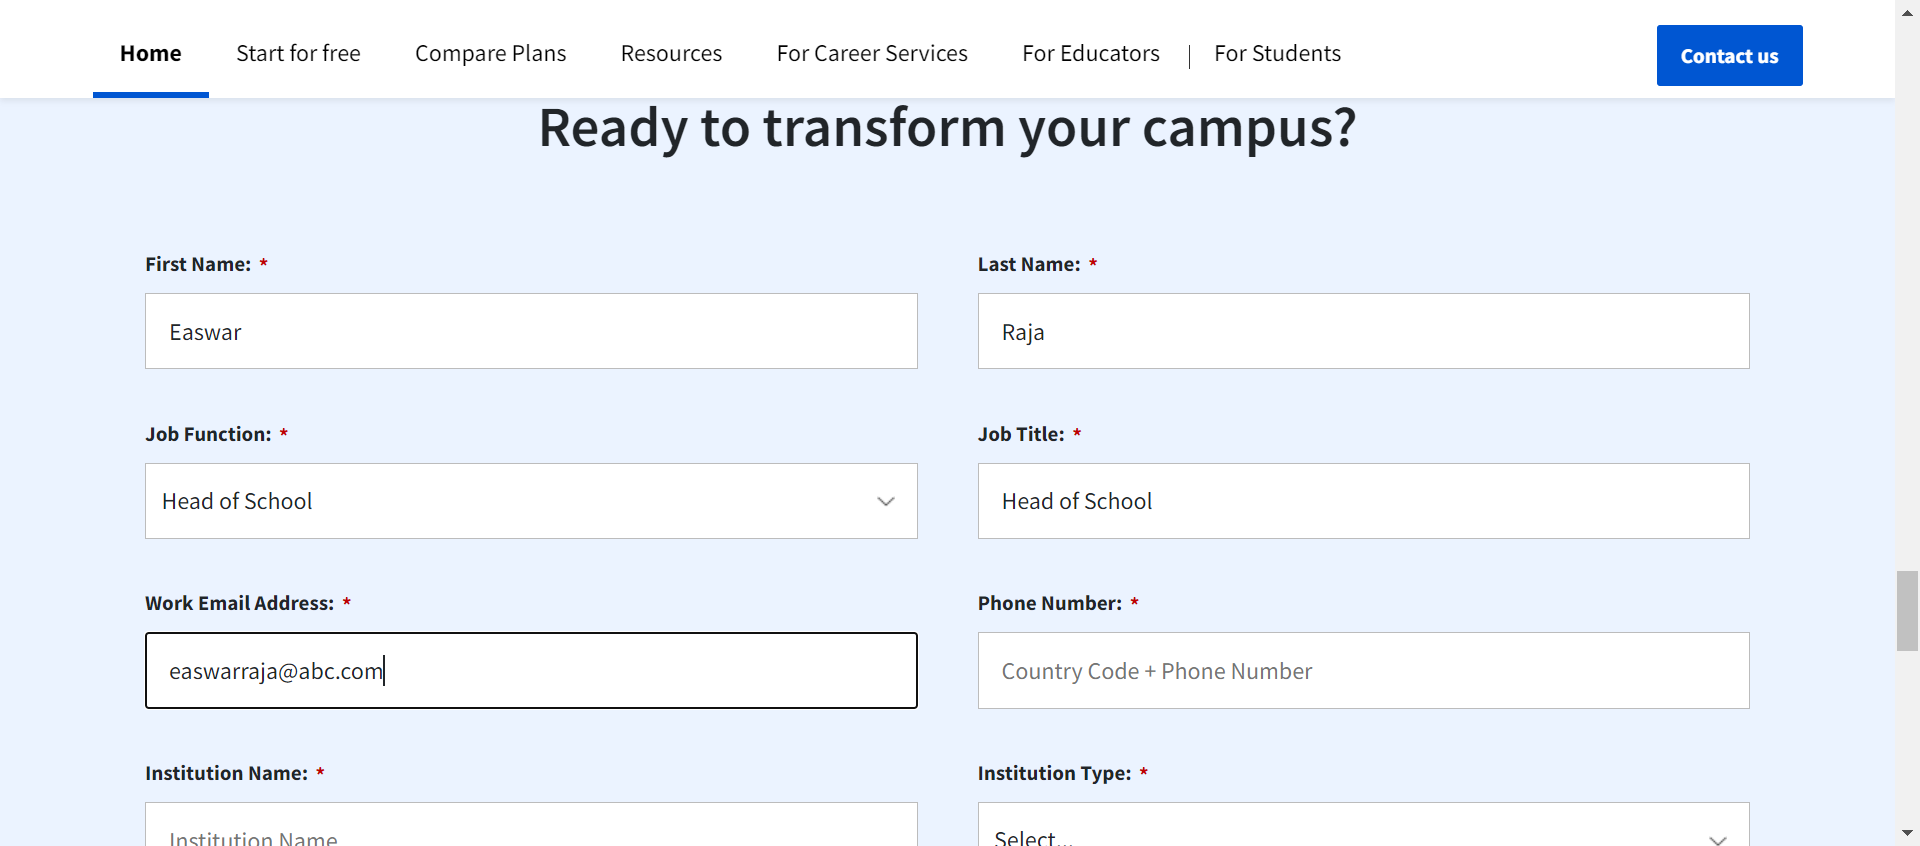 Home Start for free Compare Plans Resources For Career Services For Educators | For Students Contact us
Ready to transform your campus?
First Name: * Last Name: *
Easwar Raja
Job Function: * Job Title: *
Head of School Head of School
Work Email Address: * Phone Number: *
easwarraja@abc.com Country Code + Phone Number
Institution Name: * Institution Type: *
Institution Name Select...